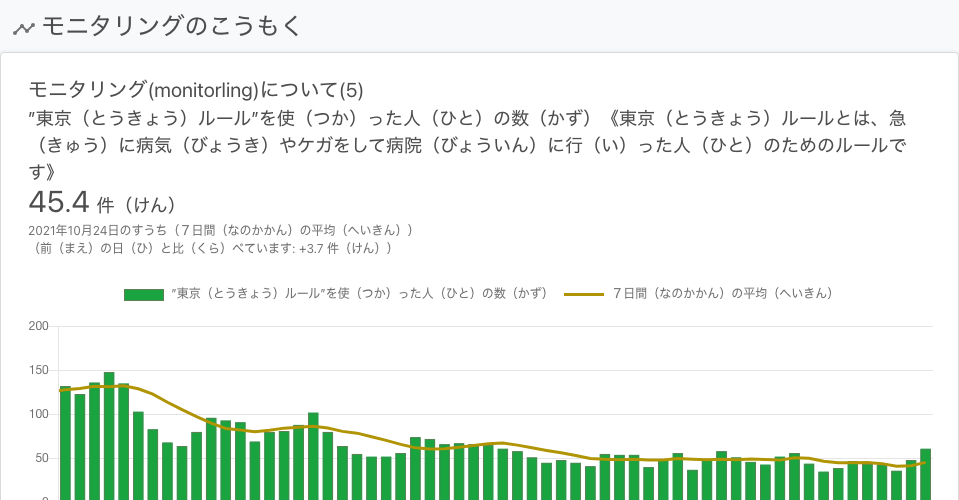 モニタリングのこうもく
モニタリング(monitorling)について(5)
”東京（とうきょう）ルール”を使（つか）った人（ひと）の数（かず）《東京（とうきょう）ルールとは、急
（きゅう）に病気（びょうき）やケガをして病院（びょういん）に行（い）った人（ひと）のためのルールで
す》
45.4 件（けん）
2021年10月24日のすうち（７日間（なのかかん）の平均（へいきん））
（前（まえ）の日（ひ）と比（くら）べています: +3.7 件（けん））
”東京（とうきょう）ルール”を使（つか）った人（ひと）の数（かず） ７日間（なのかかん）の平均（へいきん）
200
150
100
50
0